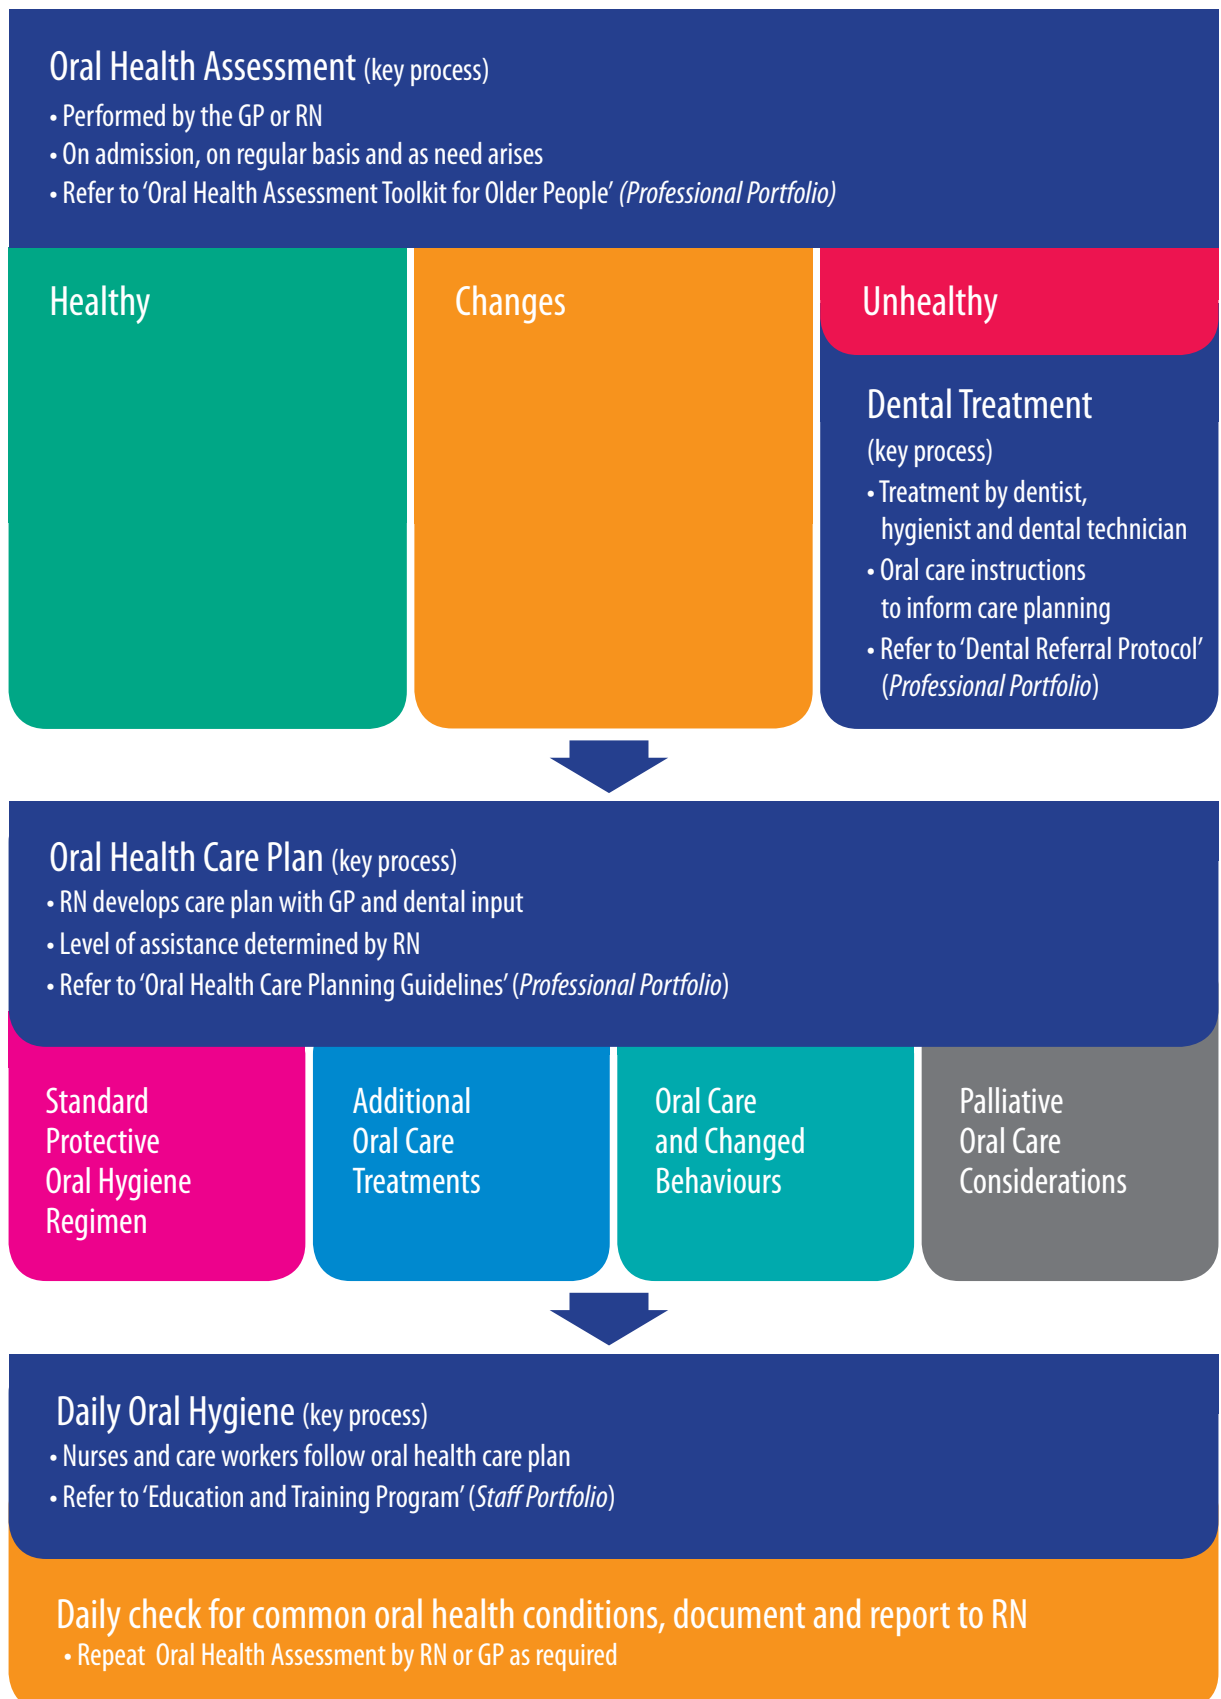 Oral Health Assessment (key process)
• Performed by the GP or RN
• On admission, on regular basis and as need arises
• Refer to ‘Oral Health Assessment Toolkit for Older People’ (Professional Portfolio)
Healthy
Changes
Unhealthy
Dental Treatment
(key process)
• Treatment by dentist,
hygienist and dental technician
• Oral care instructions
to inform care planning
• Refer to ‘Dental Referral Protocol’
(Professional Portfolio)
Oral Health Care Plan (key process)
• RN develops care plan with GP and dental input
• Level of assistance determined by RN
• Refer to ‘Oral Health Care Planning Guidelines’ (Professional Portfolio)
Standard
Protective
Oral Hygiene
Regimen
Additional
Oral Care
Treatments
Oral Care
and Changed
Behaviours
Palliative
Oral Care
Considerations
Daily Oral Hygiene (key process)
• Nurses and care workers follow oral health care plan
• Refer to ‘Education and Training Program’ (Staff Portfolio)
Daily check for common oral health conditions, document and report to RN
• Repeat Oral Health Assessment by RN or GP as required